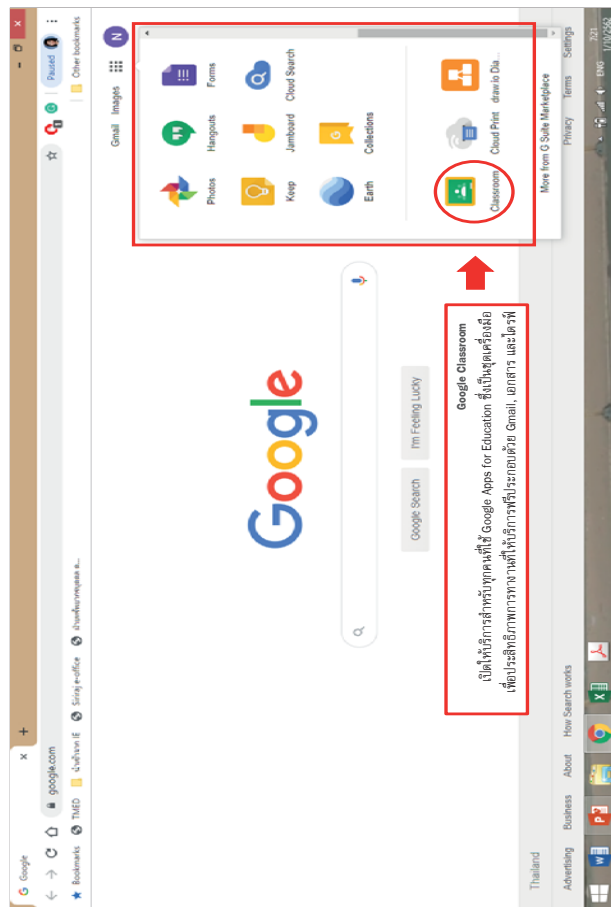 Google
google.com
Paused
Bookmarks
TMED
Siriraj e-office
Other bookmarks
Gmail
Images
N
Photos
Hangouts
Forms
Keep
Jamboard
Cloud Search
Earth
Collections
Classroom
Cloud Print
draw.io Dia...
More from G Suite Marketplace
Google
Google Search
I'm Feeling Lucky
Google Classroom
เปิดให้บริการสำหรับทุกคนที่ใช้ Google Apps for Education ซึ่งเป็นชุดเครื่องมือ
เพื่อประสิทธิภาพการทางานที่ให้บริการฟรีประกอบด้วย Gmail, เอกสาร และไดรฟ์
Thailand
Advertising
Business
About
How Search works
Privacy
Terms
Settings
ENG
7:21
1/10/2562